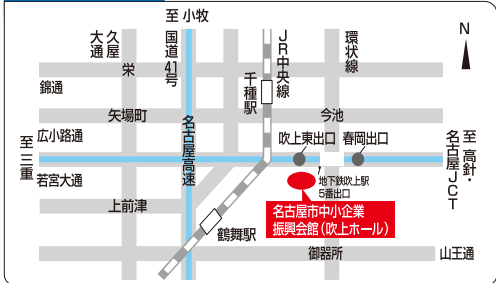 至 小牧
久屋
大通
国道
41号
JR中央線
環状線
N
栄
錦通
千種駅
矢場町
今池
広小路通
名古屋高速
吹上東出口
春岡出口
至 三重
至 高針・
名古屋JCT
若宮大通
地下鉄吹上駅
5番出口
上前津
名古屋市中小企業
振興会館(吹上ホール)
鶴舞駅
御器所
山王通